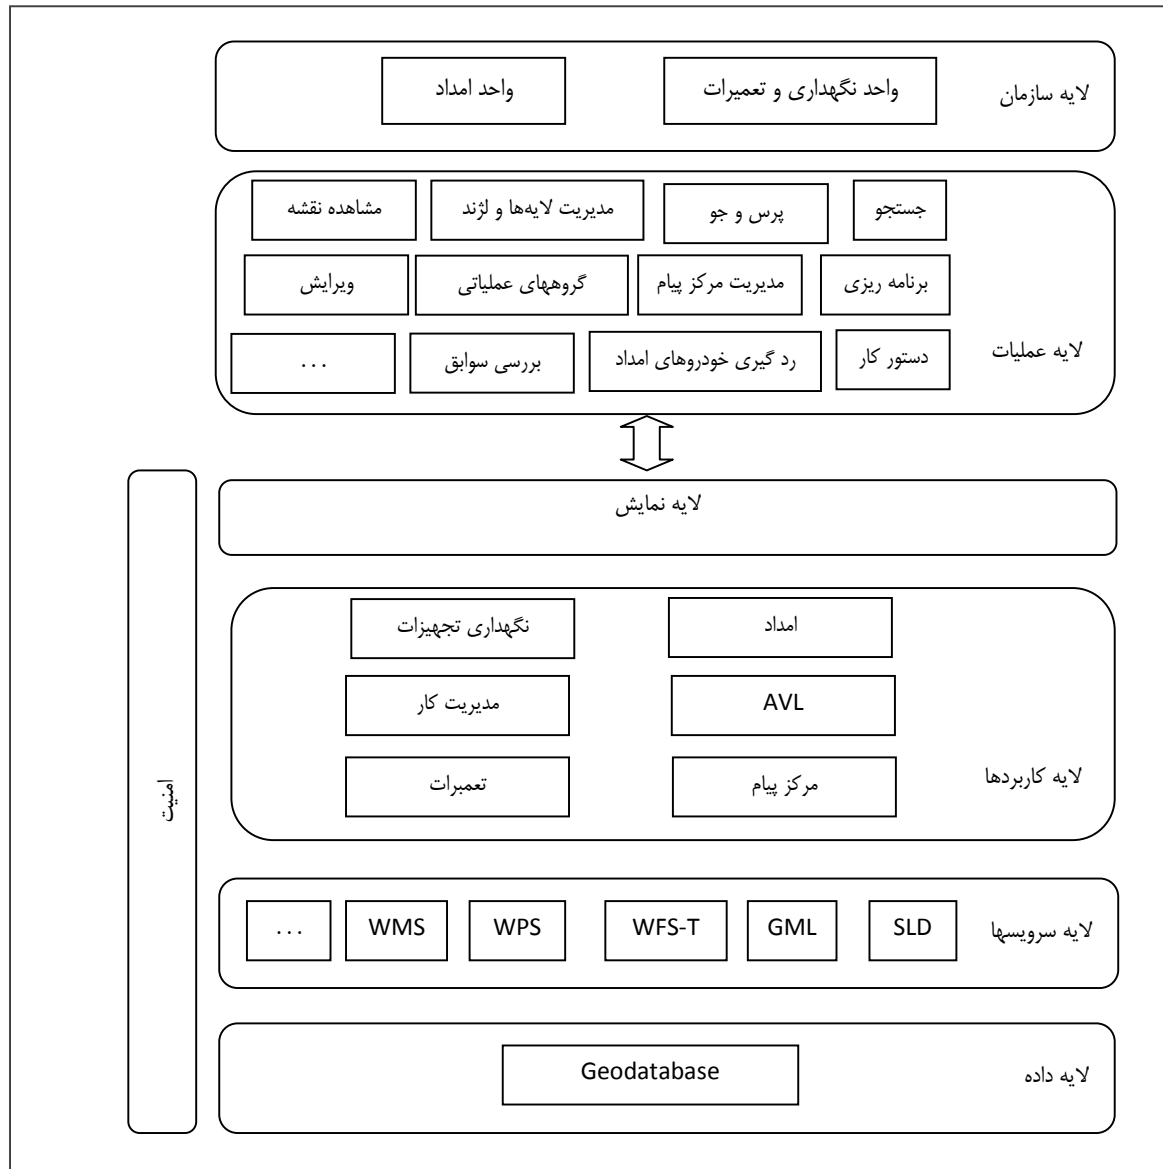 لایه سازمان
واحد نگهداری و تعمیرات
واحد امداد
جستجو
پرس و جو
مدیریت لایه‌ها و لژند
مشاهده نقشه
برنامه ریزی
مدیریت مرکز پیام
گروههای عملیاتی
ویرایش
لایه عملیات
دستور کار
رد گیری خودروهای امداد
بررسی سوابق
...
لایه نمایش
امداد
نگهداری تجهیزات
AVL
مدیریت کار
لایه کاربردها
مرکز پیام
تعمبرات
امنیت
لایه سرویسها
SLD
GML
WFS-T
WPS
WMS
...
لایه داده
Geodatabase